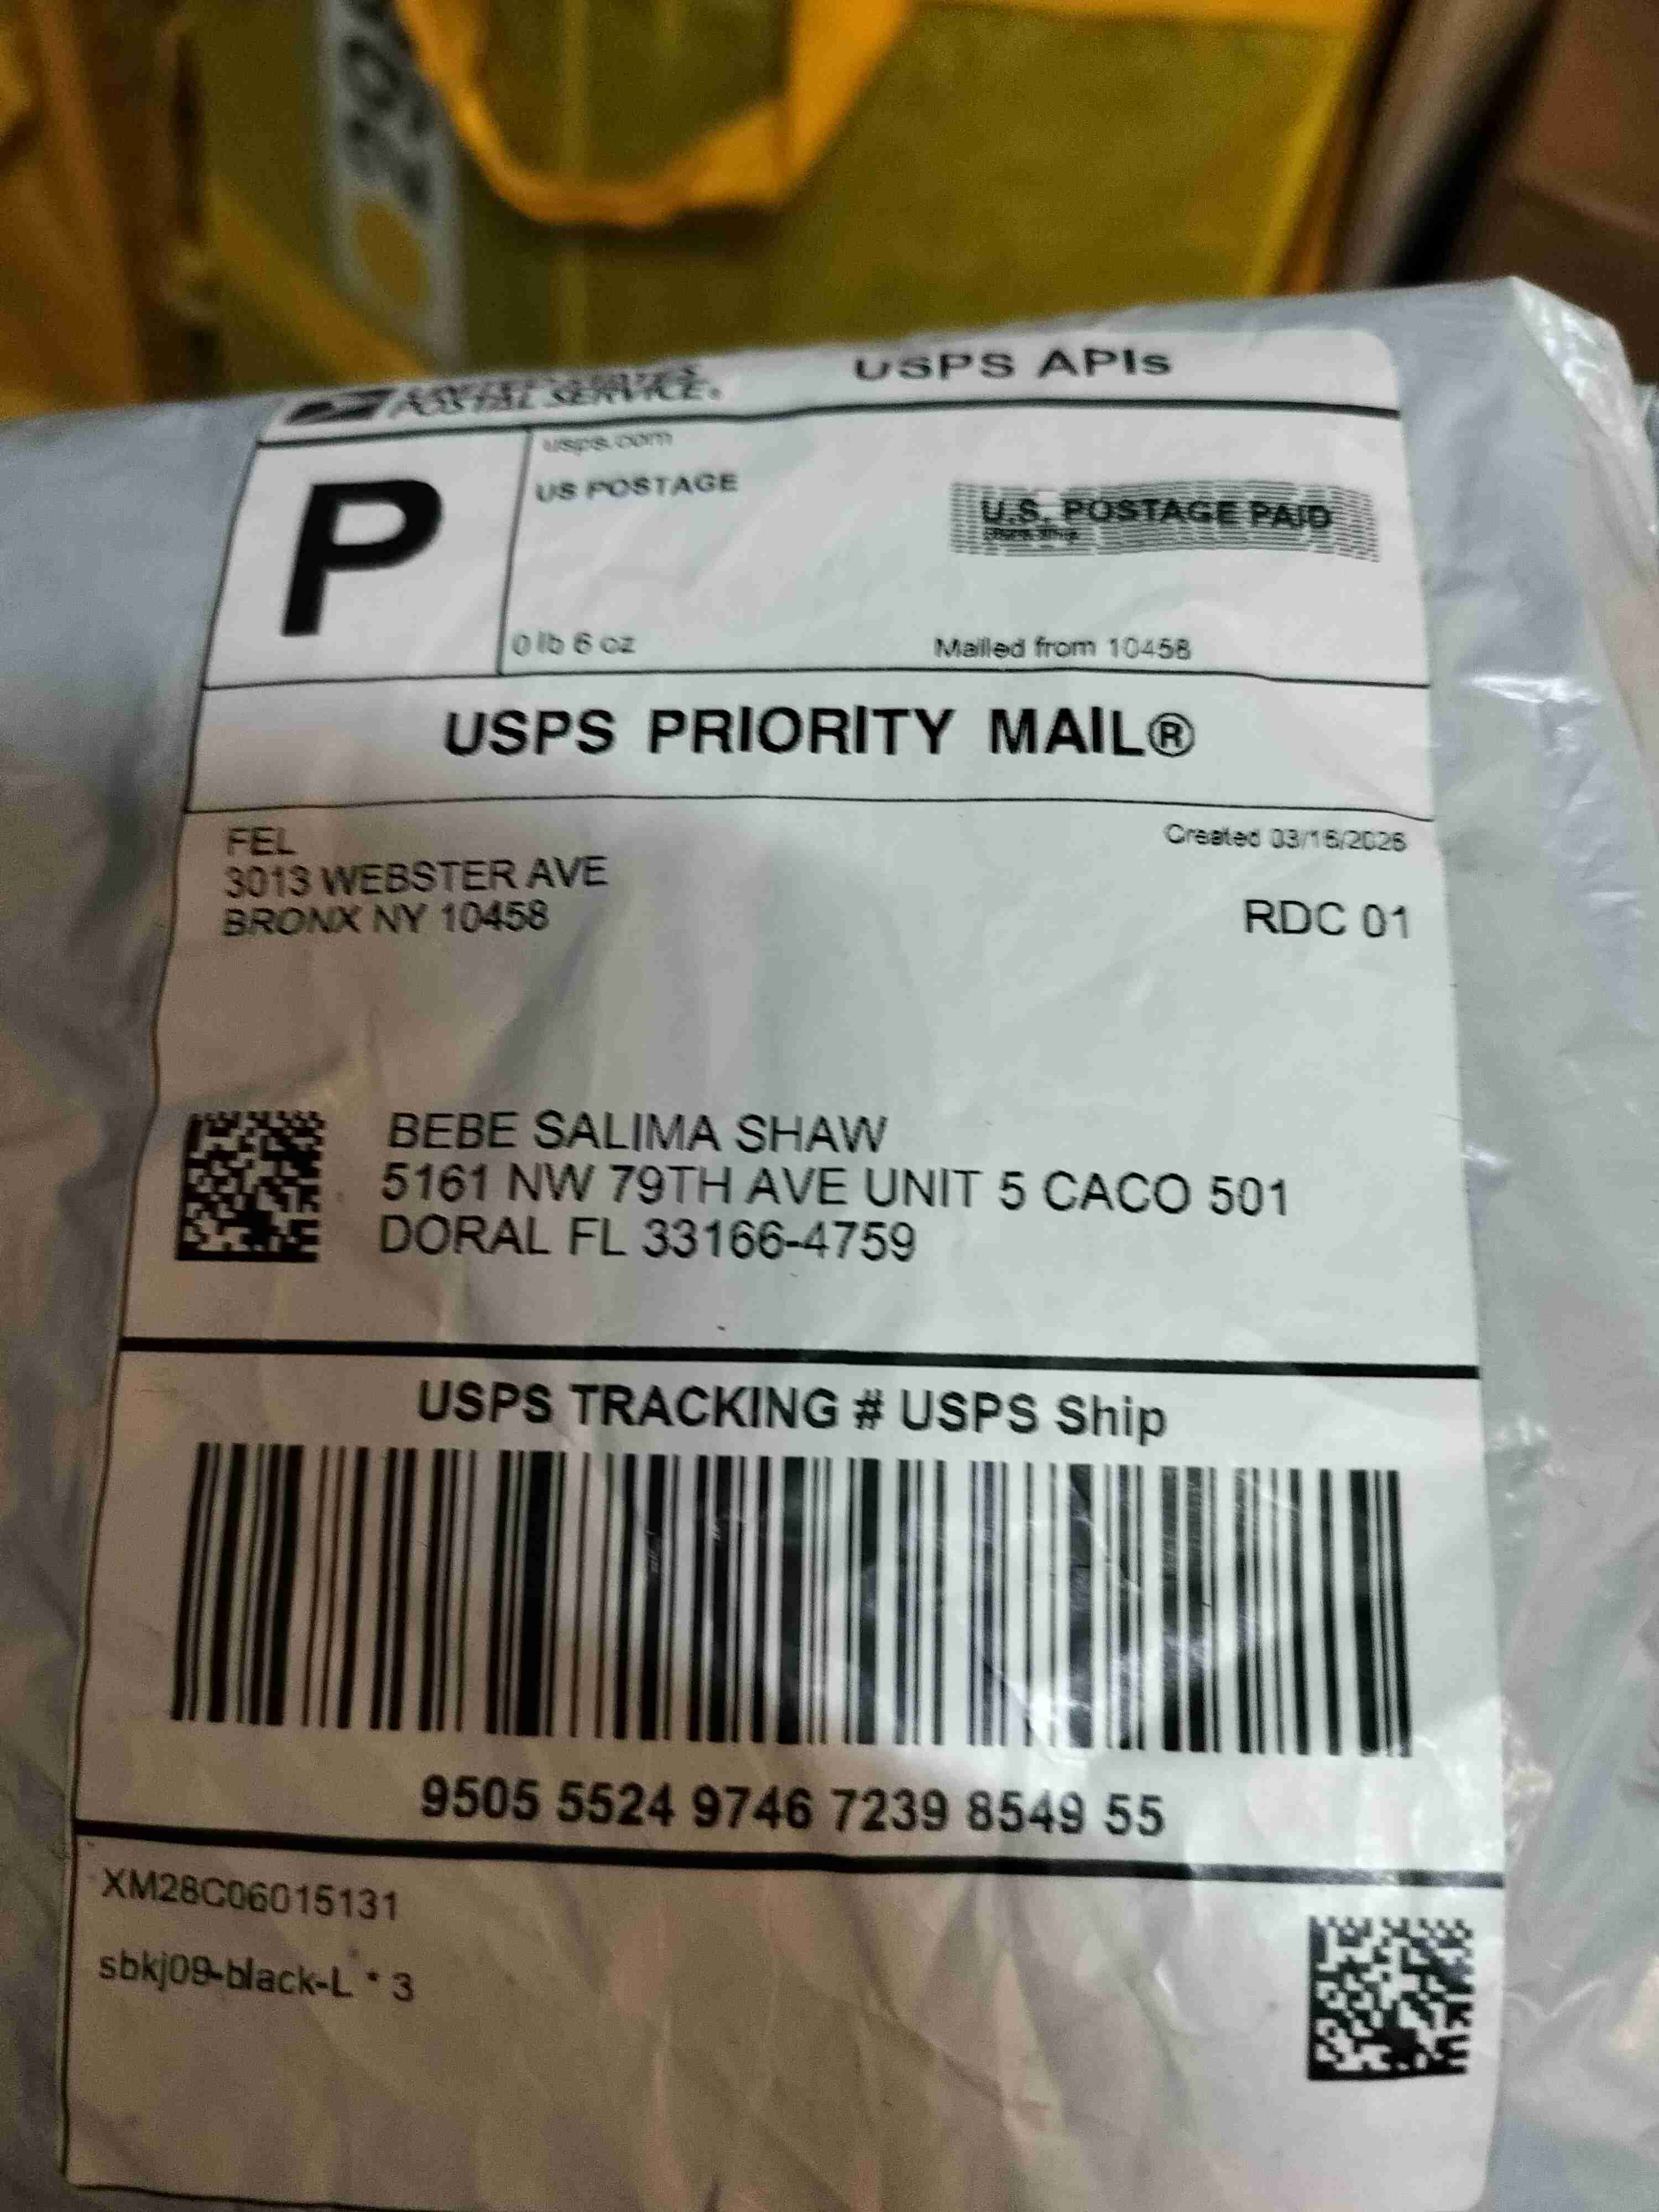 UNITED STATES
POSTAL SERVICE.
USPS APIs
P
usps.com
US POSTAGE
U.S. POSTAGE PAID
0 lb 6 oz
Mailed from 10458
USPS PRIORITY MAIL®
FEL
3013 WEBSTER AVE
BRONX NY 10458
Created
RDC 01
BEBE SALIMA SHAW
5161 NW 79TH AVE UNIT 5 CACO 501
DORAL FL 33166-4759
USPS TRACKING # USPS Ship
9505 5524 9746 7239 8549 55
XM28C06015131
sbkj09-black-L * 3